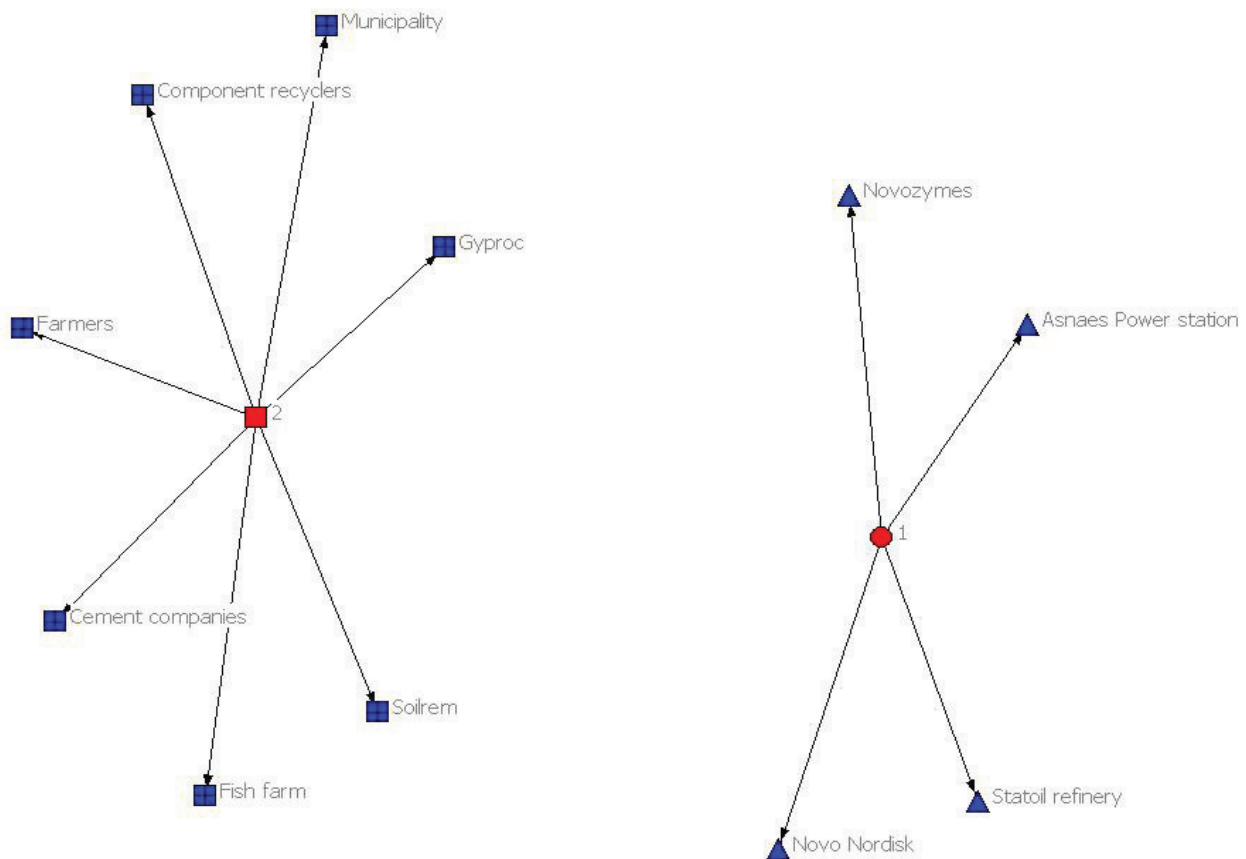 Municipality
Component recyclers
Novozymes
Gyproc
Asnaes Power station
Farmers
2
1
Cement companies
Soilrem
Fish farm
Statoil refinery
Novo Nordisk